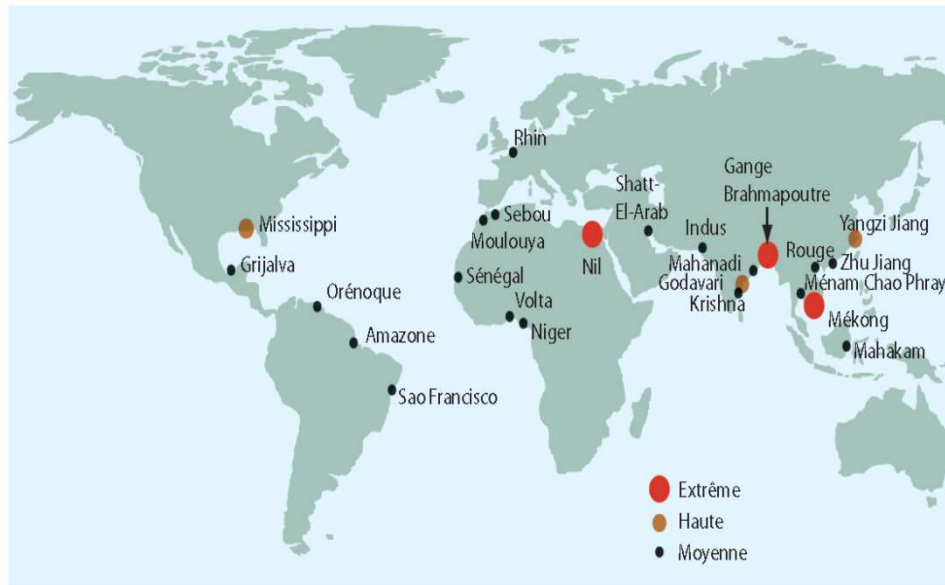 Rhin
Gange
Brahmapoutre
Shatt-
El-Arab
Sebou
Mississippi
Moulouya
Indus
Yangzi Jiang
Nil
Rouge
Zhu Jiang
Grijalva
Mahanadi
Sénégal
Godavari
Ménam Chao Phray
Krishna
Orénoque
Volta
Mékong
Niger
Amazone
Mahakam
Sao Francisco
Extrême
Haute
Moyenne